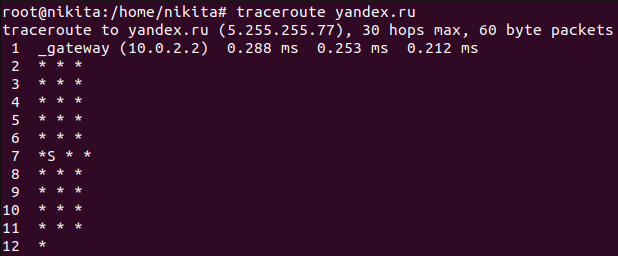 root@nikita:/home/nikita# traceroute yandex.ru
traceroute to yandex.ru (5.255.255.77), 30 hops max, 60 byte packets
 1  _gateway (10.0.2.2)  0.288 ms  0.253 ms  0.212 ms
 2  * * *
 3  * * *
 4  * * *
 5  * * *
 6  * * *
 7  *S * *
 8  * * *
 9  * * *
10  * * *
11  * * *
12  *